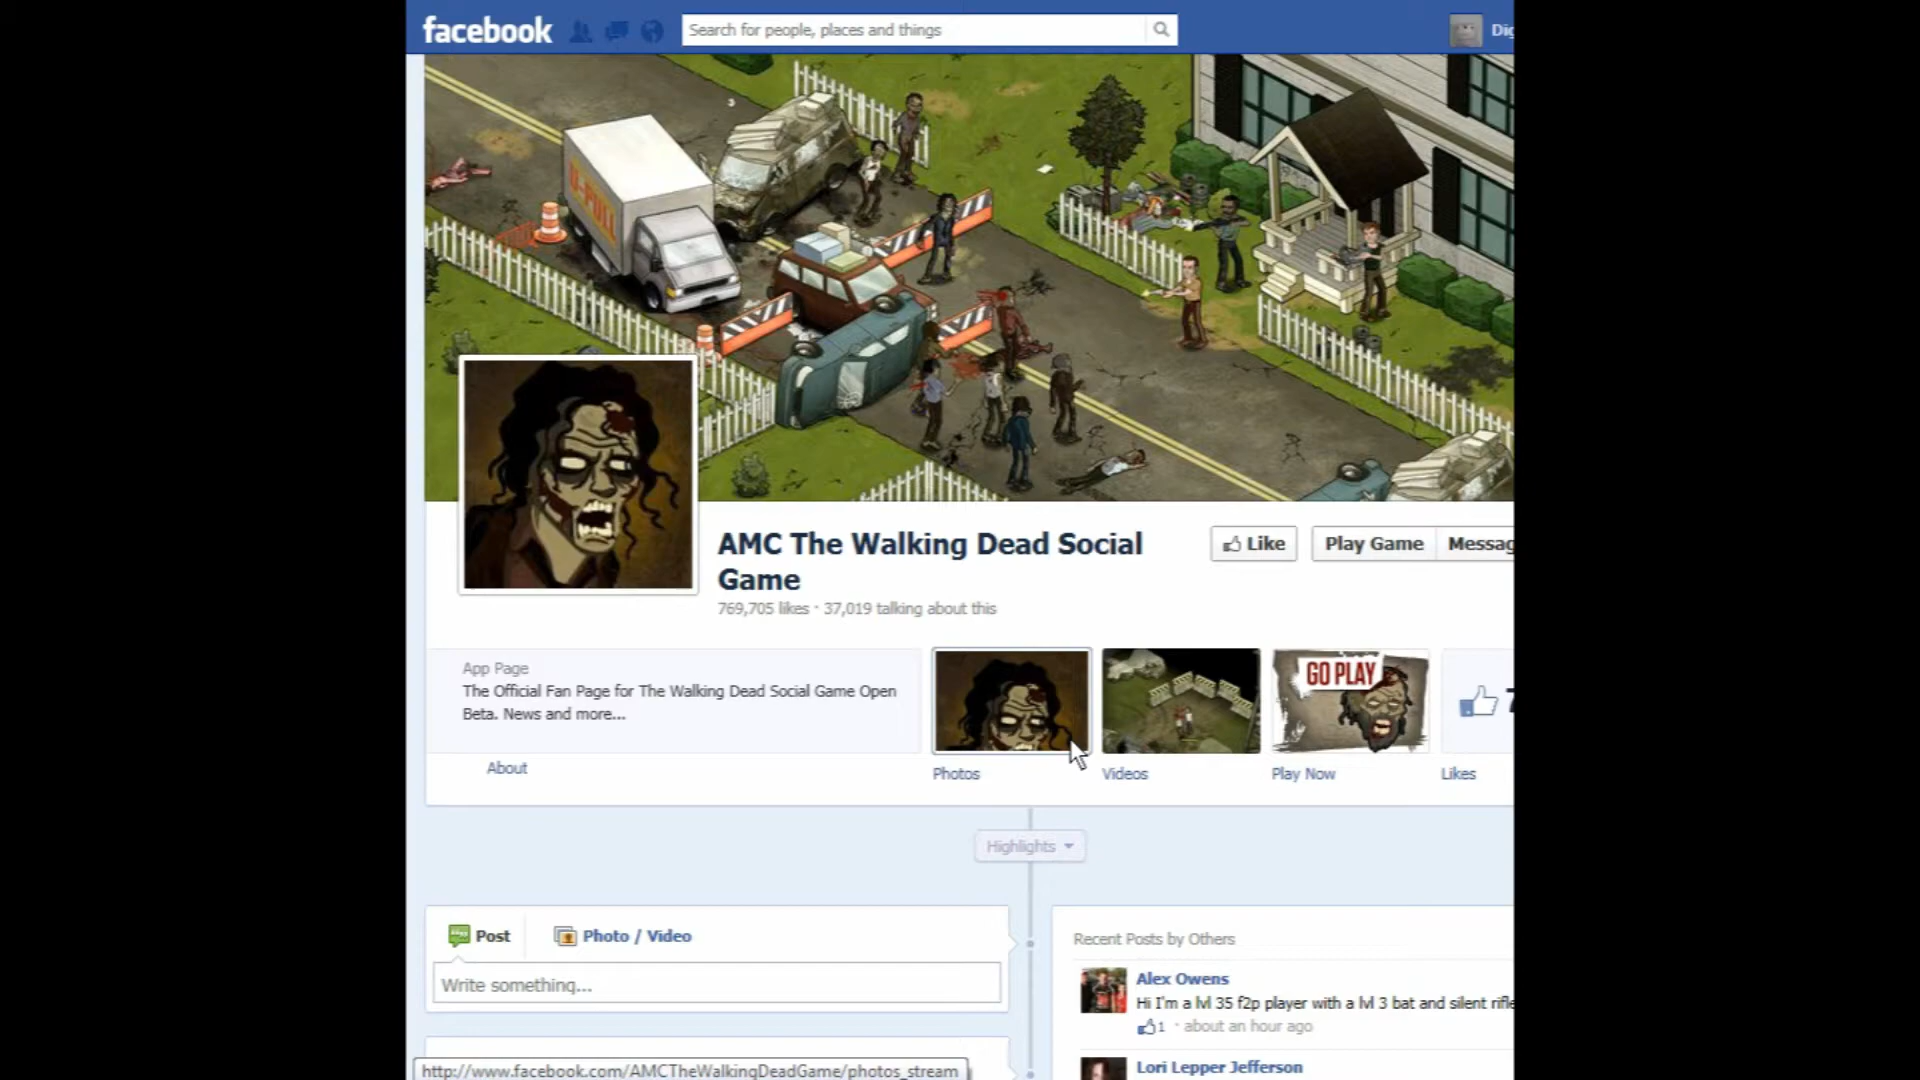 facebook
Search for people, places and things
Dig
U-PULL
AMC The Walking Dead Social
Game
769,705 likes · 37,019 talking about this
Like
Play Game
Messag
App Page
The Official Fan Page for The Walking Dead Social Game Open
Beta. News and more...
About
GO PLAY
7
Photos
Videos
Play Now
Likes
Highlights
Post
Photo / Video
Write something...
Recent Posts by Others
Alex Owens
Hi I'm a lvl 35 f2p player with a lvl 3 bat and silent rifle
1 · about an hour ago
Lori Lepper Jefferson
http://www.facebook.com/AMCTheWalkingDeadGame/photos_stream